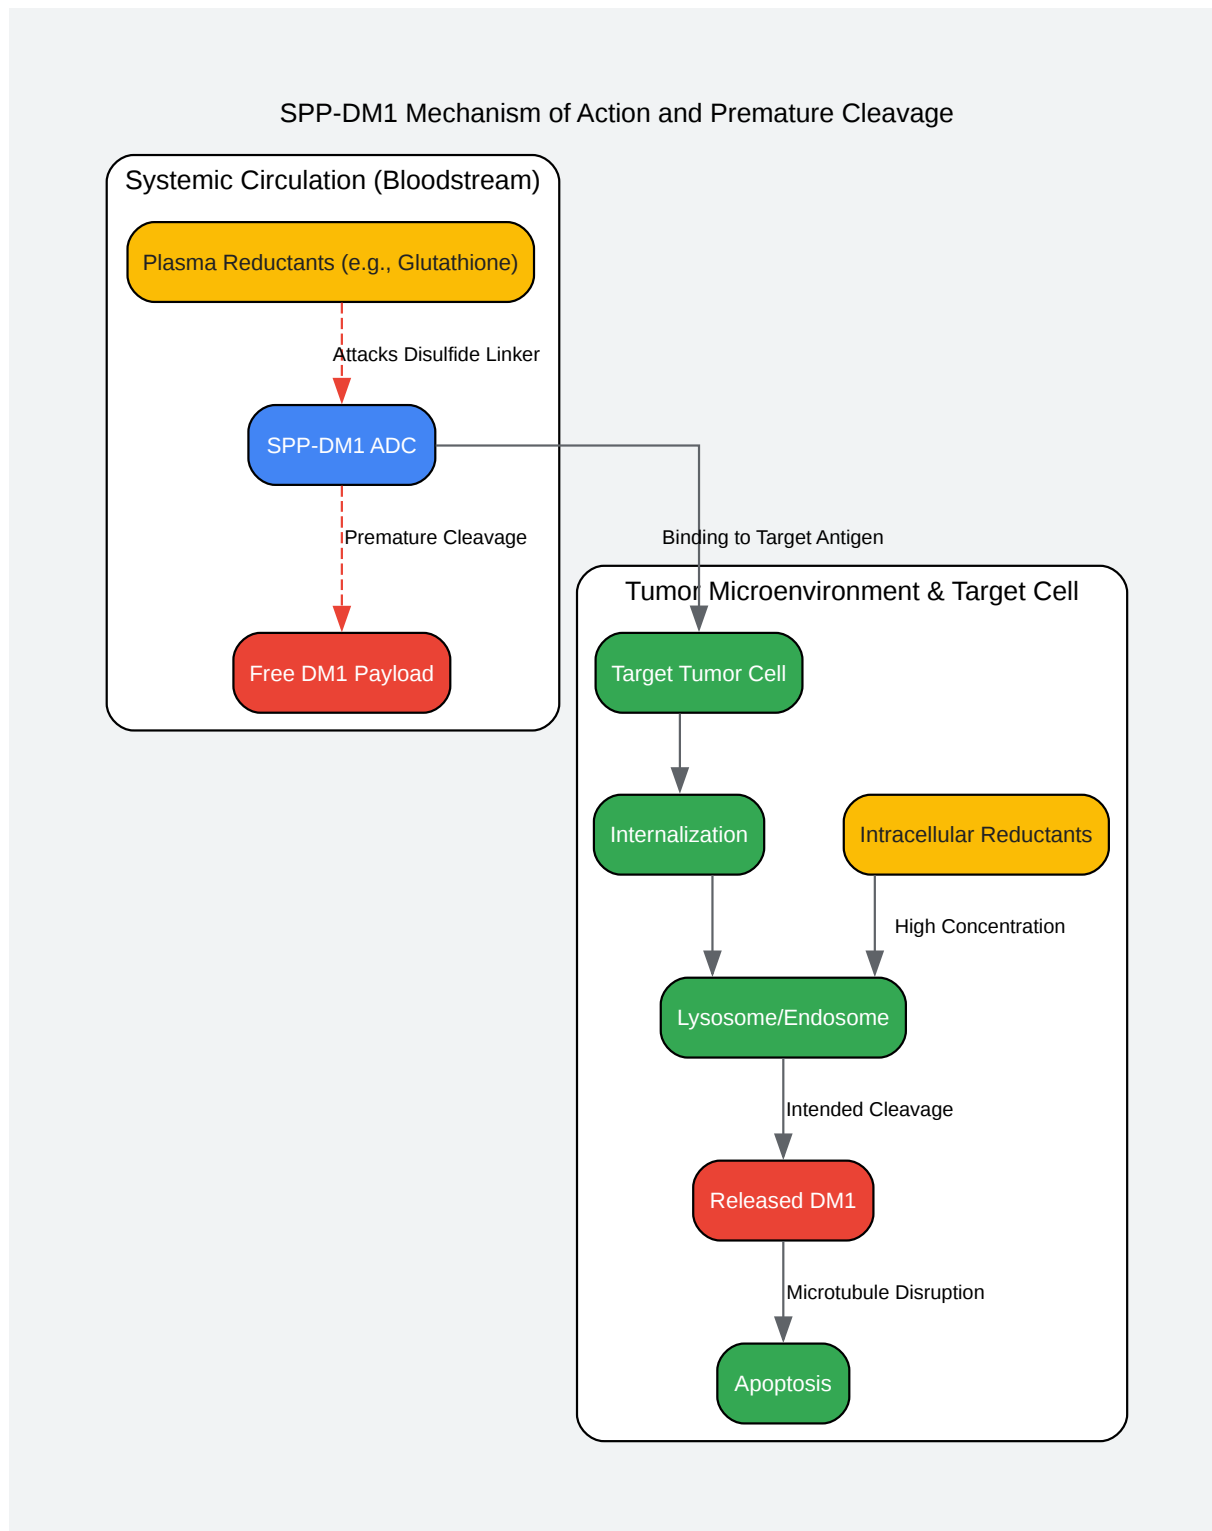 SPP-DM1 Mechanism of Action and Premature Cleavage
Systemic Circulation (Bloodstream)
Plasma Reductants (e.g., Glutathione)
Attacks Disulfide Linker
SPP-DM1 ADC
Premature Cleavage
Binding to Target Antigen
Free DM1 Payload
Tumor Microenvironment & Target Cell
Target Tumor Cell
Internalization
Intracellular Reductants
High Concentration
Lysosome/Endosome
Intended Cleavage
Released DM1
Microtubule Disruption
Apoptosis